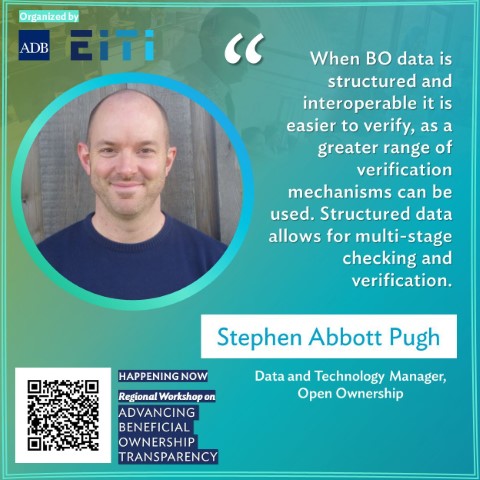 Organized by
ADB
EiTi
“
When BO data is
structured and
interoperable it is
easier to verify, as a
greater range of
verification
mechanisms can be
used. Structured data
allows for multi-stage
checking and
verification.
Stephen Abbott Pugh
Data and Technology Manager,
Open Ownership
HAPPENING NOW
Regional Workshop on
ADVANCING
BENEFICIAL
OWNERSHIP
TRANSPARENCY